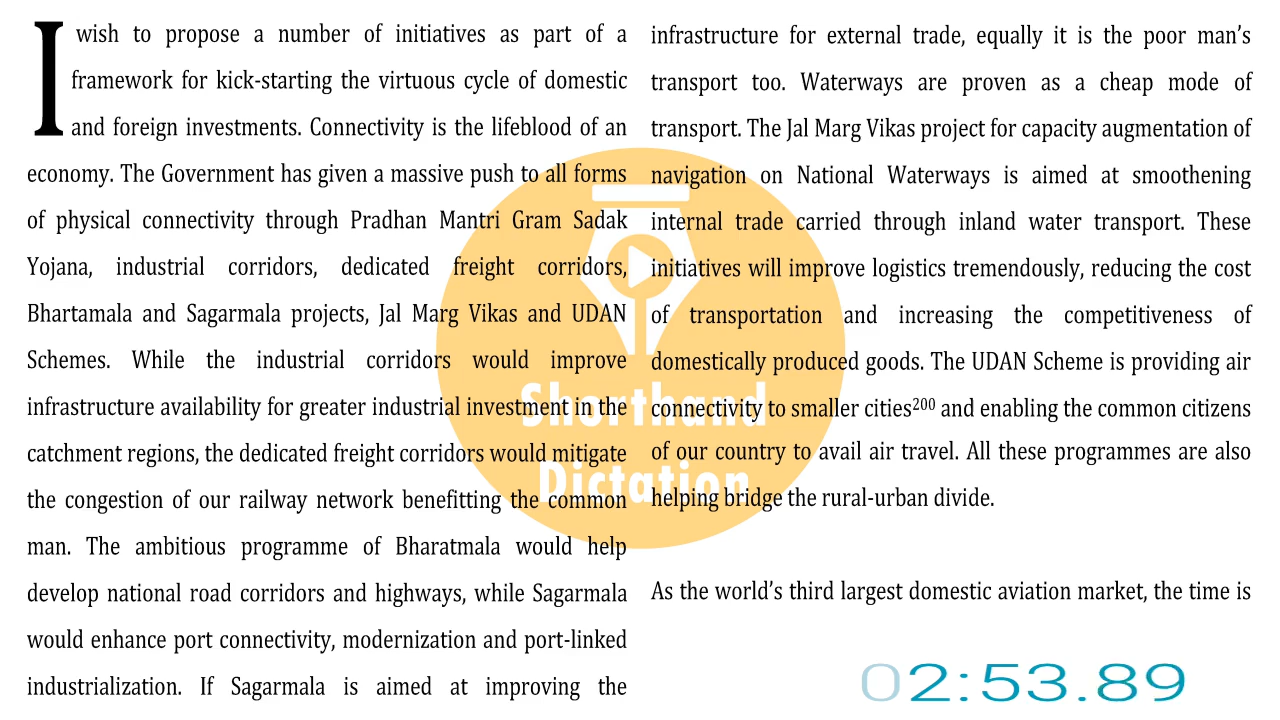 I wish to propose a number of initiatives as part of a
framework for kick-starting the virtuous cycle of domestic
and foreign investments. Connectivity is the lifeblood of an
economy. The Government has given a massive push to all forms
of physical connectivity through Pradhan Mantri Gram Sadak
Yojana, industrial corridors, dedicated freight corridors,
Bhartamala and Sagarmala projects, Jal Marg Vikas and UDAN
Schemes. While the industrial corridors would improve
infrastructure availability for greater industrial investment in the
catchment regions, the dedicated freight corridors would mitigate
the congestion of our railway network benefitting the common
man. The ambitious programme of Bharatmala would help
develop national road corridors and highways, while Sagarmala
would enhance port connectivity, modernization and port-linked
industrialization. If Sagarmala is aimed at improving the
infrastructure for external trade, equally it is the poor man’s
transport too. Waterways are proven as a cheap mode of
transport. The Jal Marg Vikas project for capacity augmentation of
navigation on National Waterways is aimed at smoothening
internal trade carried through inland water transport. These
initiatives will improve logistics tremendously, reducing the cost
of transportation and increasing the competitiveness of
domestically produced goods. The UDAN Scheme is providing air
connectivity to smaller cities²⁰⁰ and enabling the common citizens
of our country to avail air travel. All these programmes are also
helping bridge the rural-urban divide.
As the world’s third largest domestic aviation market, the time is
Shorthand
Dictation
02:53.89